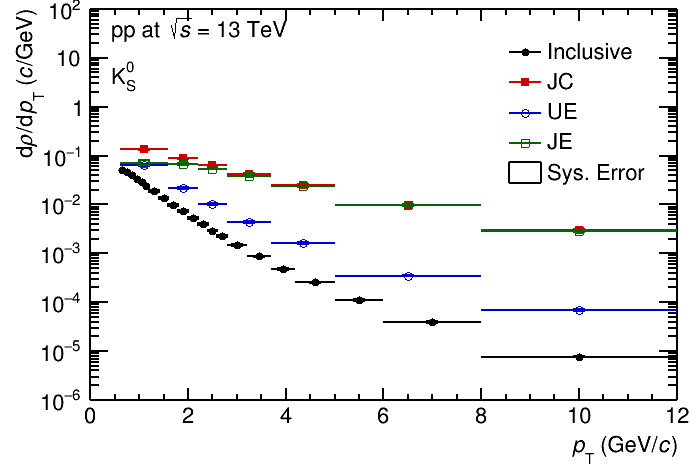 dρ/dp_T (c/GeV)
10²
10
1
10⁻¹
10⁻²
10⁻³
10⁻⁴
10⁻⁵
10⁻⁶
pp at √s = 13 TeV
K⁰_S
Inclusive
JC
UE
JE
Sys. Error
0 2 4 6 8 10 12
p_T (GeV/c)